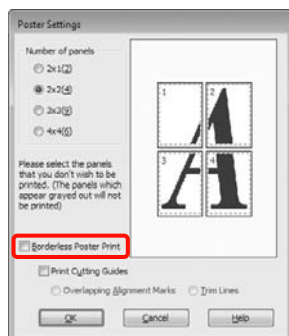 Poster Settings
Number of panels
2x1(2)
2x2(4)
3x3(9)
4x4(6)
1 2
3 4
Please select the panels
that you don't wish to be
printed. (The panels which
appear grayed out will not
be printed)
Borderless Poster Print
Print Cutting Guides
Overlapping Alignment Marks Trim Lines
OK Cancel Help